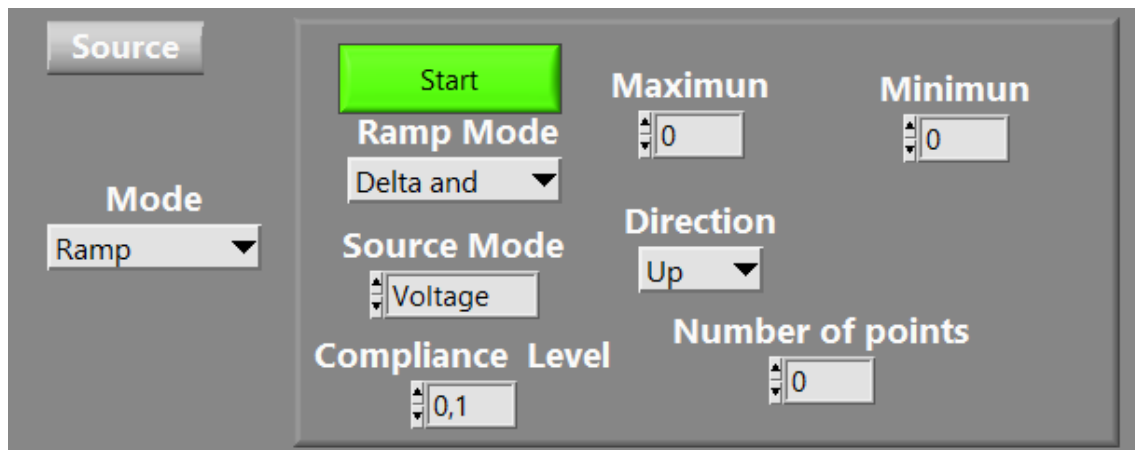 Source
Mode
Ramp
Start
Ramp Mode
Delta and
Source Mode
Voltage
Compliance Level
0,1
Maximun
0
Minimun
0
Direction
Up
Number of points
0